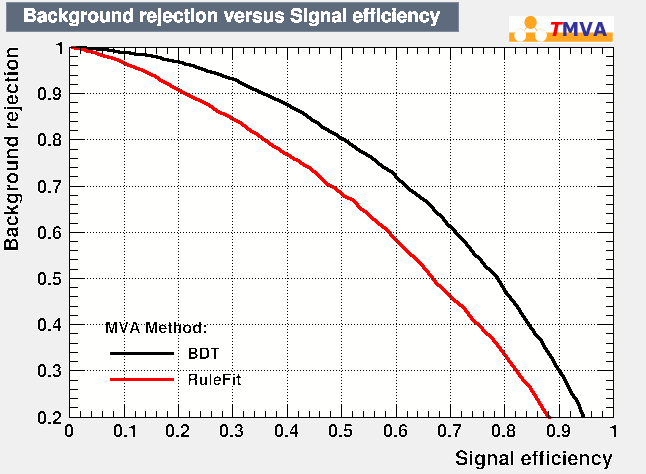 Background rejection versus Signal efficiency
TMVA
Background rejection
1
0.9
0.8
0.7
0.6
0.5
0.4
0.3
0.2
MVA Method:
BDT
RuleFit
0 0.1 0.2 0.3 0.4 0.5 0.6 0.7 0.8 0.9 1
Signal efficiency